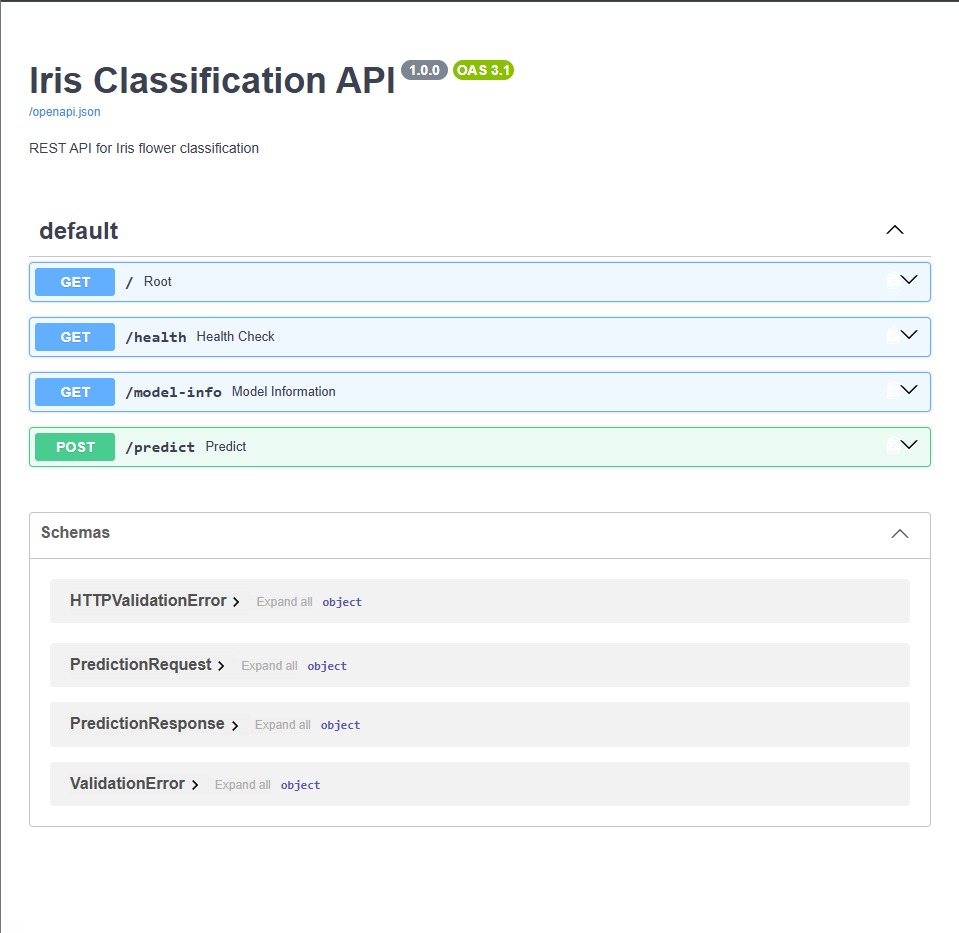 Iris Classification API 1.0.0 OAS 3.1
/openapi.json
REST API for Iris flower classification
default
GET / Root
GET /health Health Check
GET /model-info Model Information
POST /predict Predict
Schemas
HTTPValidationError Expand all object
PredictionRequest Expand all object
PredictionResponse Expand all object
ValidationError Expand all object